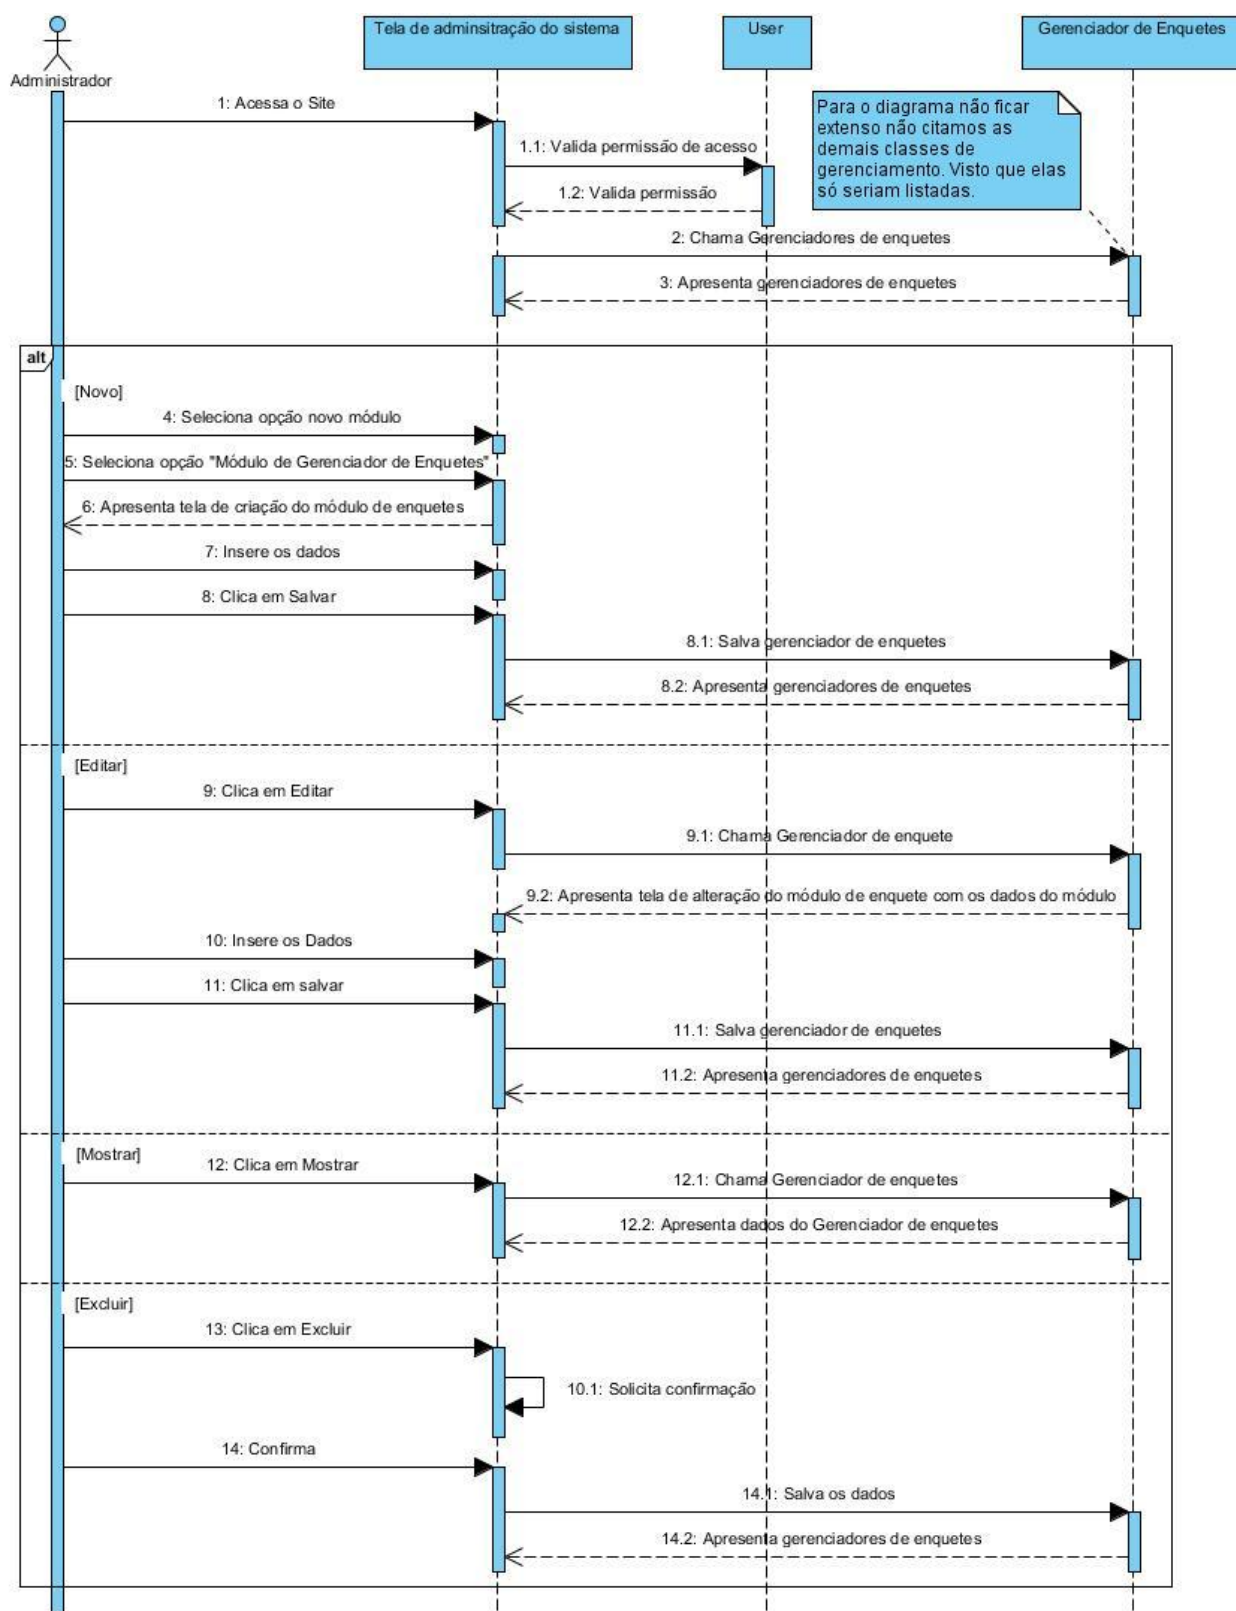 Administrador
Tela de adminsitração do sistema
User
Gerenciador de Enquetes
Para o diagrama não ficar
extenso não citamos as
demais classes de
gerenciamento. Visto que elas
só seriam listadas.
1: Acessa o Site
1.1: Valida permissão de acesso
1.2: Valida permissão
2: Chama Gerenciadores de enquetes
3: Apresenta gerenciadores de enquetes
alt
[Novo]
4: Seleciona opção novo módulo
5: Seleciona opção "Módulo de Gerenciador de Enquetes"
6: Apresenta tela de criação do módulo de enquetes
7: Insere os dados
8: Clica em Salvar
8.1: Salva gerenciador de enquetes
8.2: Apresenta gerenciadores de enquetes
[Editar]
9: Clica em Editar
9.1: Chama Gerenciador de enquete
9.2: Apresenta tela de alteração do módulo de enquete com os dados do módulo
10: Insere os Dados
11: Clica em salvar
11.1: Salva gerenciador de enquetes
11.2: Apresenta gerenciadores de enquetes
[Mostrar]
12: Clica em Mostrar
12.1: Chama Gerenciador de enquetes
12.2: Apresenta dados do Gerenciador de enquetes
[Excluir]
13: Clica em Excluir
10.1: Solicita confirmação
14: Confirma
14.1: Salva os dados
14.2: Apresenta gerenciadores de enquetes